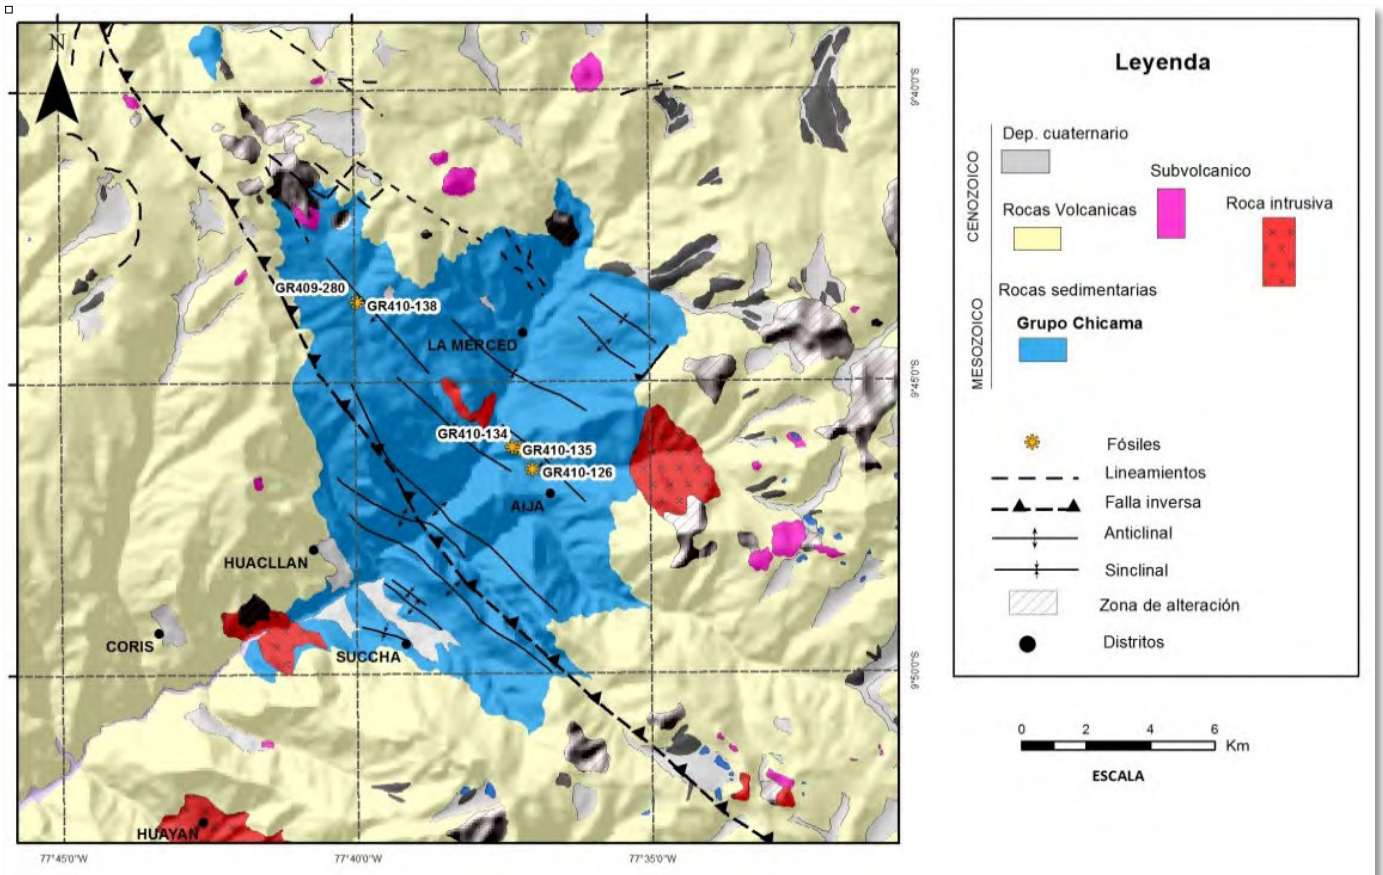 N
GR409-280
GR410-138
LA MERCED
GR410-134
GR410-135
GR410-126
AIJA
HUACLLAN
CORIS
SUCCHA
HUAYAN
9°40'0"S
9°45'0"S
9°50'0"S
77°45'0"W
77°40'0"W
77°35'0"W
Leyenda
CENOZOICO
Dep. cuaternario
Subvolcanico
Rocas Volcanicas
Roca intrusiva
MESOZOICO
Rocas sedimentarias
Grupo Chicama
Fósiles
Lineamientos
Falla inversa
Anticlinal
Sinclinal
Zona de alteración
Distritos
0 2 4 6
Km
ESCALA